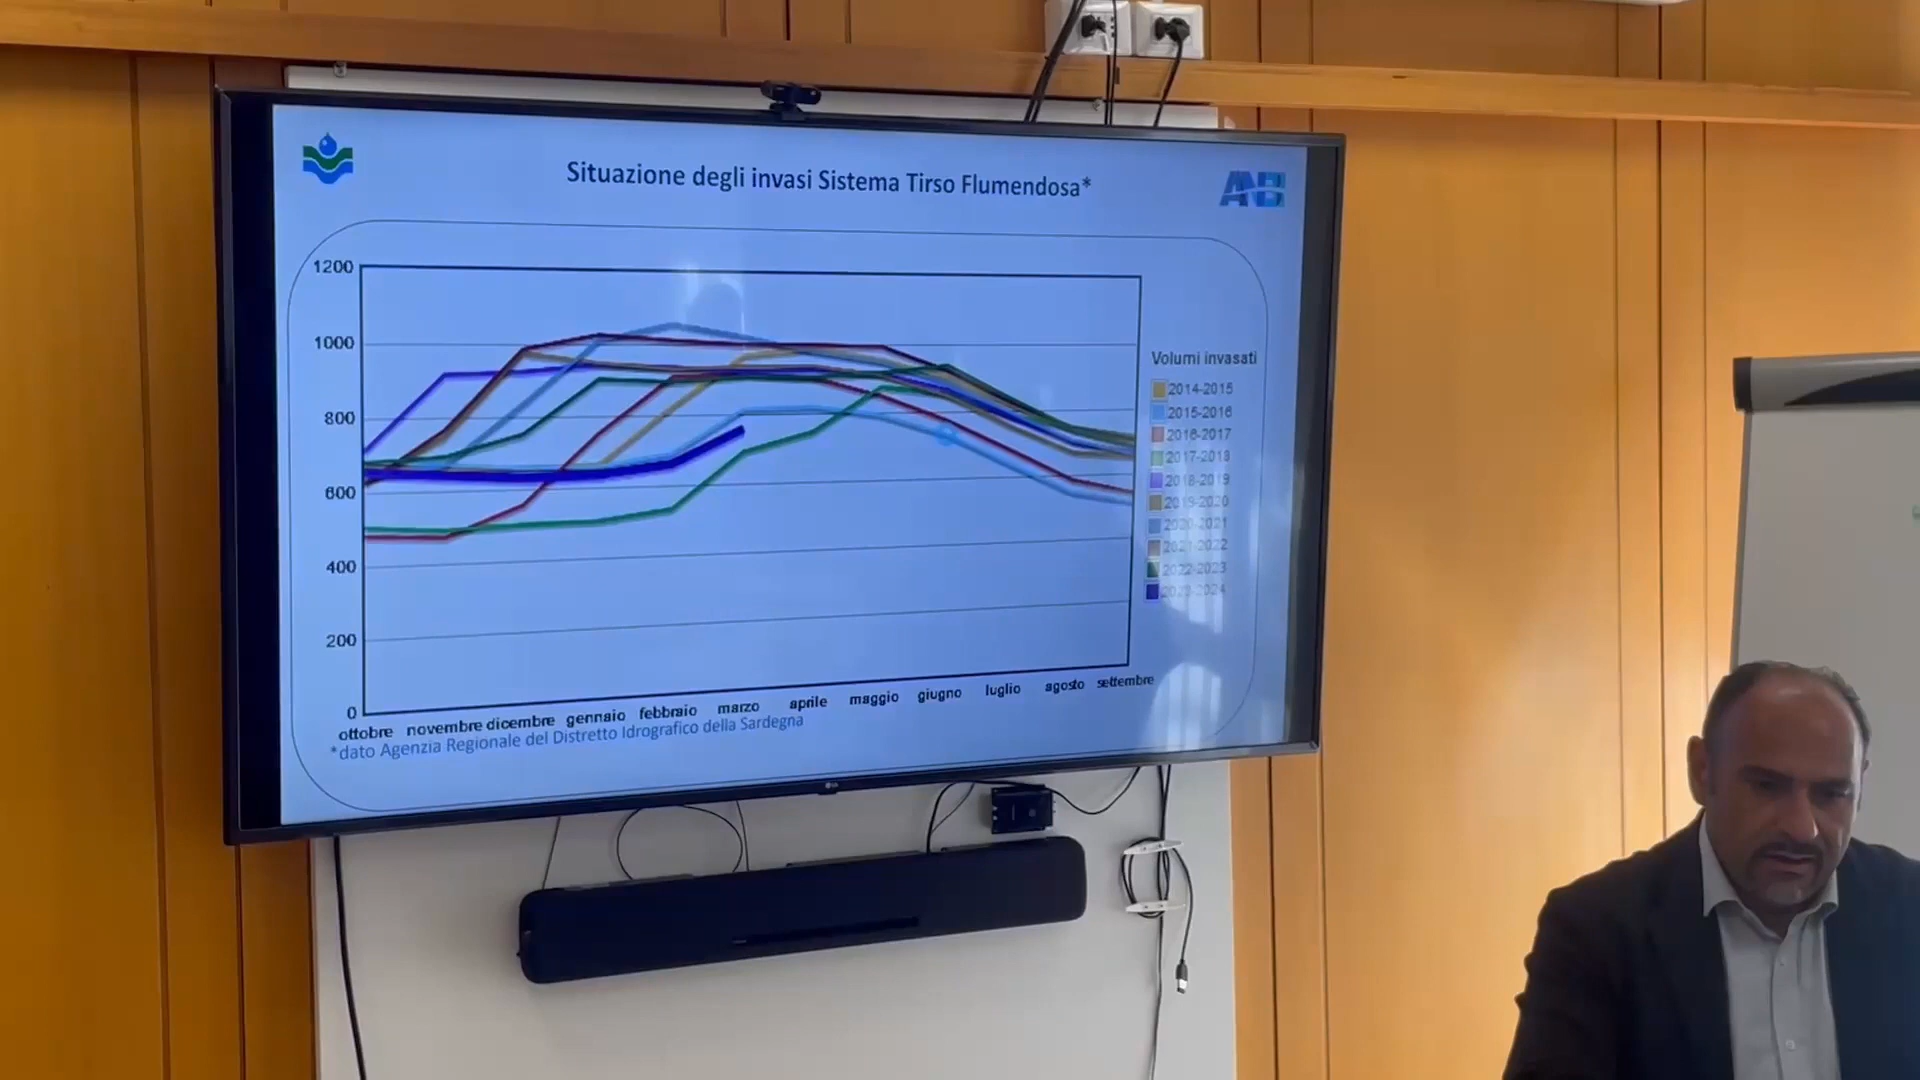 Situazione degli invasi Sistema Tirso Flumendosa*
ANBI
1200
1000
800
600
400
200
0
ottobre novembre dicembre gennaio febbraio marzo aprile maggio giugno luglio agosto settembre
*dato Agenzia Regionale del Distretto Idrografico della Sardegna
Volumi invasati
2014-2015
2015-2016
2016-2017
2017-2018
2018-2019
2019-2020
2020-2021
2021-2022
2022-2023
2023-2024
LG